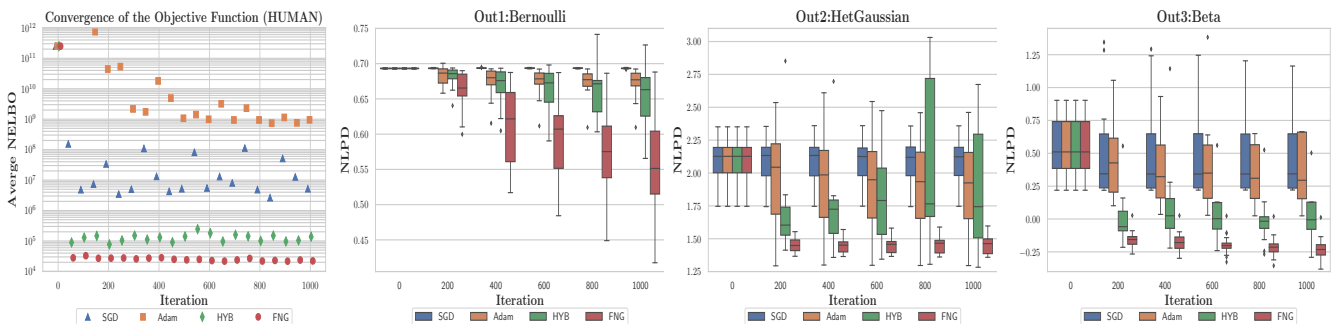 Convergence of the Objective Function (HUMAN)
Averge NELBO
10^12
10^11
10^10
10^9
10^8
10^7
10^6
10^5
10^4
0 200 400 600 800 1000
Iteration
SGD Adam HYB FNG
Out1:Bernoulli
NLPD
0.75
0.70
0.65
0.60
0.55
0.50
0.45
0 200 400 600 800 1000
Iteration
SGD Adam HYB FNG
Out2:HetGaussian
NLPD
3.00
2.75
2.50
2.25
2.00
1.75
1.50
1.25
0 200 400 600 800 1000
Iteration
SGD Adam HYB FNG
Out3:Beta
NLPD
1.25
1.00
0.75
0.50
0.25
0.00
−0.25
0 200 400 600 800 1000
Iteration
SGD Adam HYB FNG